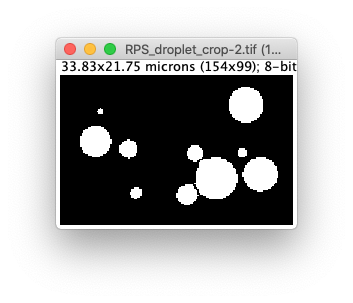 RPS_droplet_crop-2.tif (1...
33.83x21.75 microns (154x99); 8-bit